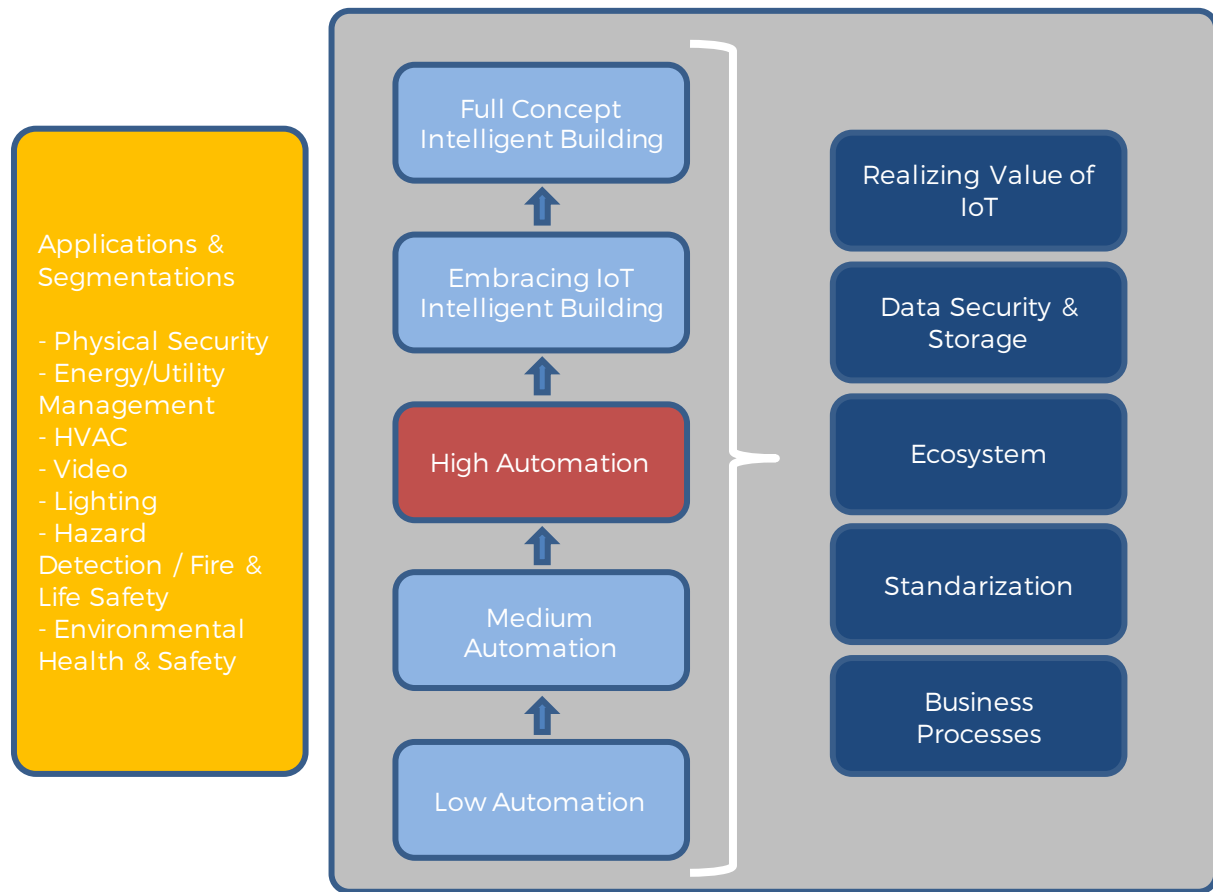 Applications &
Segmentations
- Physical Security
- Energy/Utility
Management
- HVAC
- Video
- Lighting
- Hazard
Detection / Fire &
Life Safety
- Environmental
Health & Safety
Full Concept
Intelligent Building
Embracing IoT
Intelligent Building
High Automation
Medium
Automation
Low Automation
Realizing Value of
IoT
Data Security &
Storage
Ecosystem
Standarization
Business
Processes